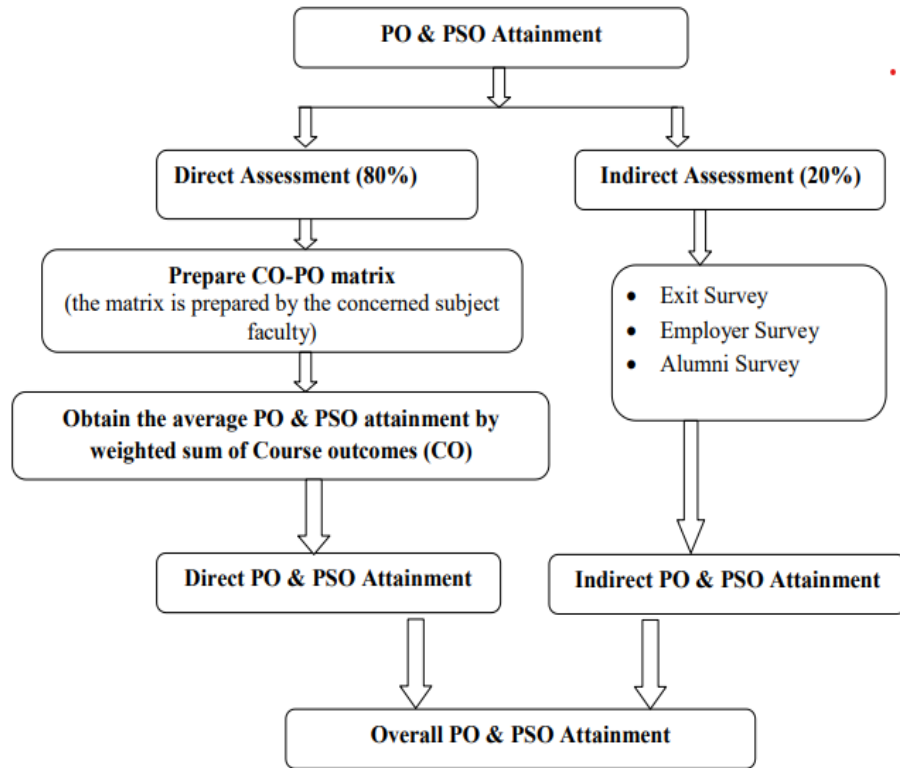 PO & PSO Attainment
Direct Assessment (80%)
Indirect Assessment (20%)
Prepare CO-PO matrix
(the matrix is prepared by the concerned subject
faculty)
• Exit Survey
• Employer Survey
• Alumni Survey
Obtain the average PO & PSO attainment by
weighted sum of Course outcomes (CO)
Direct PO & PSO Attainment
Indirect PO & PSO Attainment
Overall PO & PSO Attainment